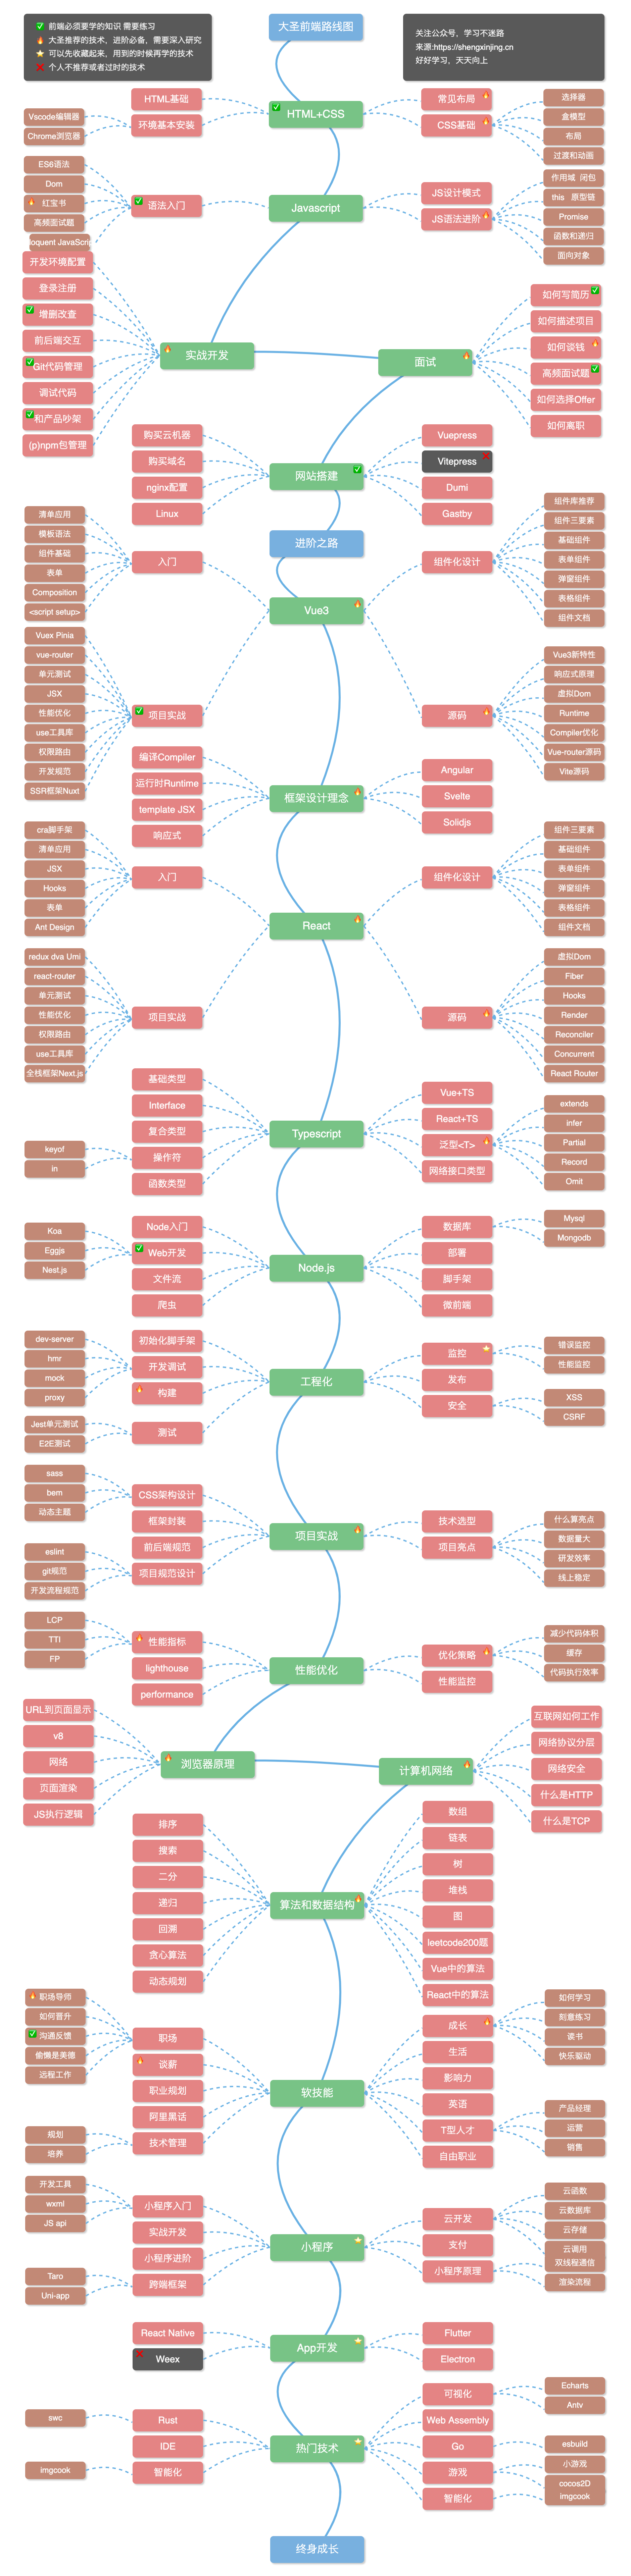 大圣前端路线图
前端必须要学的知识 需要练习
大圣推荐的技术，进阶必备，需要深入研究
可以先收藏起来，用到的时候再学的技术
个人不推荐或者过时的技术
关注公众号，学习不迷路
来源:https://shengxinjing.cn
好好学习，天天向上
HTML+CSS
HTML基础
环境基本安装
Vscode编辑器
Chrome浏览器
常见布局
CSS基础
选择器
盒模型
布局
过渡和动画
Javascript
语法入门
ES6语法
Dom
红宝书
高频面试题
loquent JavaScrip
JS设计模式
JS语法进阶
作用域 闭包
this 原型链
Promise
函数和递归
面向对象
实战开发
开发环境配置
登录注册
增删改查
前后端交互
Git代码管理
调试代码
和产品吵架
(p)npm包管理
面试
如何写简历
如何描述项目
如何谈钱
高频面试题
如何选择Offer
如何离职
网站搭建
购买云机器
购买域名
nginx配置
Linux
Vuepress
Vitepress
Dumi
Gastby
进阶之路
Vue3
入门
清单应用
模板语法
组件基础
表单
Composition
<script setup>
项目实战
Vuex Pinia
vue-router
单元测试
JSX
性能优化
use工具库
权限路由
开发规范
SSR框架Nuxt
组件化设计
组件库推荐
组件三要素
基础组件
表单组件
弹窗组件
表格组件
组件文档
源码
Vue3新特性
响应式原理
虚拟Dom
Runtime
Compiler优化
Vue-router源码
Vite源码
框架设计理念
编译Compiler
运行时Runtime
template JSX
响应式
Angular
Svelte
Solidjs
React
入门
cra脚手架
清单应用
JSX
Hooks
表单
Ant Design
项目实战
redux dva Umi
react-router
单元测试
性能优化
权限路由
use工具库
全栈框架Next.js
组件化设计
组件三要素
基础组件
表单组件
弹窗组件
表格组件
组件文档
源码
虚拟Dom
Fiber
Hooks
Render
Reconciler
Concurrent
React Router
Typescript
基础类型
Interface
复合类型
操作符
函数类型
keyof
in
Vue+TS
React+TS
泛型<T>
网络接口类型
extends
infer
Partial
Record
Omit
Node.js
Node入门
Web开发
文件流
爬虫
Koa
Eggjs
Nest.js
数据库
部署
脚手架
微前端
Mysql
Mongodb
工程化
初始化脚手架
开发调试
构建
测试
dev-server
hmr
mock
proxy
Jest单元测试
E2E测试
监控
发布
安全
错误监控
性能监控
XSS
CSRF
项目实战
CSS架构设计
框架封装
前后端规范
项目规范设计
sass
bem
动态主题
eslint
git规范
开发流程规范
技术选型
项目亮点
什么算亮点
数据量大
研发效率
线上稳定
性能优化
性能指标
lighthouse
performance
LCP
TTI
FP
优化策略
性能监控
减少代码体积
缓存
代码执行效率
浏览器原理
URL到页面显示
v8
网络
页面渲染
JS执行逻辑
计算机网络
互联网如何工作
网络协议分层
网络安全
什么是HTTP
什么是TCP
算法和数据结构
排序
搜索
二分
递归
回溯
贪心算法
动态规划
数组
链表
树
堆栈
图
leetcode200题
Vue中的算法
React中的算法
软技能
职场
谈薪
职业规划
阿里黑话
技术管理
职场导师
如何晋升
沟通反馈
偷懒是美德
远程工作
规划
培养
成长
生活
影响力
英语
T型人才
自由职业
如何学习
刻意练习
读书
快乐驱动
产品经理
运营
销售
小程序
小程序入门
实战开发
小程序进阶
跨端框架
开发工具
wxml
JS api
Taro
Uni-app
云开发
支付
小程序原理
云函数
云数据库
云存储
云调用
双线程通信
渲染流程
App开发
React Native
Weex
Flutter
Electron
热门技术
Rust
IDE
智能化
swc
imgcook
可视化
Web Assembly
Go
游戏
智能化
Echarts
Antv
esbuild
小游戏
cocos2D
imgcook
终身成长